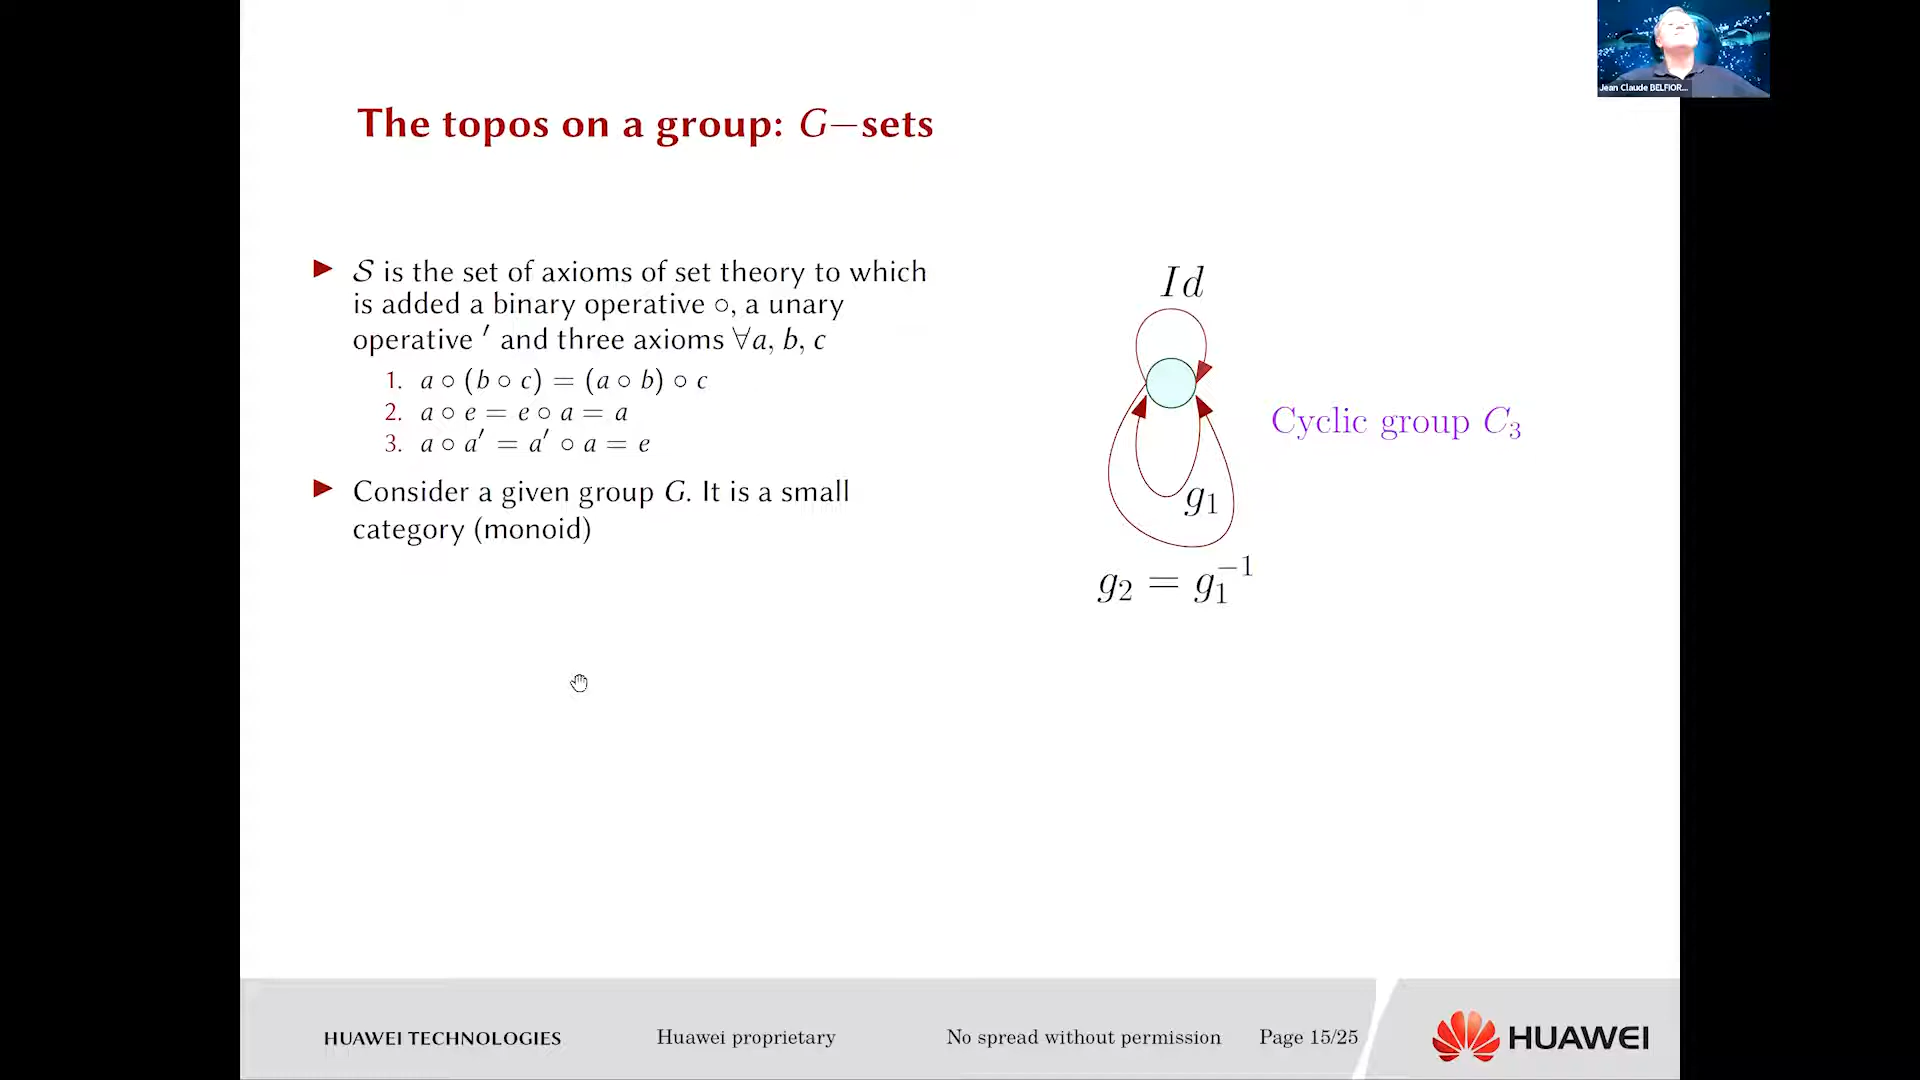 Jean Claude BELFIOR...
The topos on a group: G−sets
𝒮 is the set of axioms of set theory to which
is added a binary operative ∘, a unary
operative ′ and three axioms ∀a, b, c
1. a ∘ (b ∘ c) = (a ∘ b) ∘ c
2. a ∘ e = e ∘ a = a
3. a ∘ a′ = a′ ∘ a = e
Consider a given group G. It is a small
category (monoid)
Id
Cyclic group C₃
g₁
g₂ = g₁⁻¹
HUAWEI TECHNOLOGIES
Huawei proprietary
No spread without permission
Page 15/25
HUAWEI